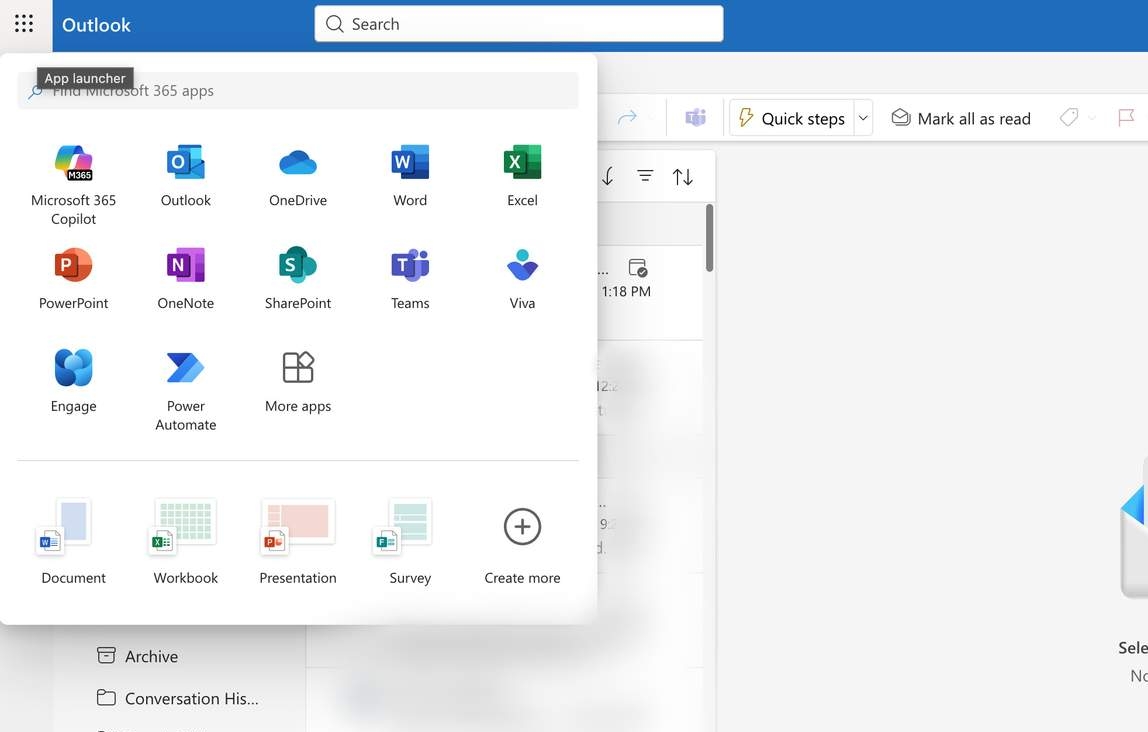 Outlook
Search
App launcher
Find Microsoft 365 apps
Quick steps
Mark all as read
M365
Microsoft 365
Copilot
Outlook
OneDrive
Word
Excel
PowerPoint
OneNote
SharePoint
Teams
Viva
...
1:18 PM
Engage
Power
Automate
More apps
Document
Workbook
Presentation
Survey
Create more
Archive
Conversation His...